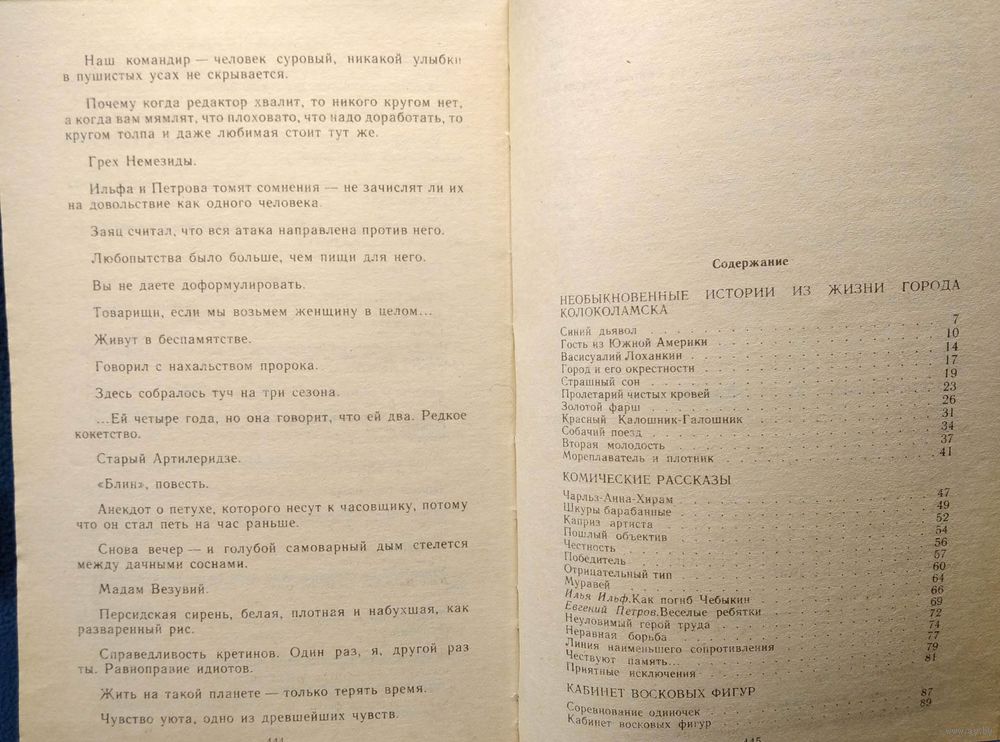 Наш командир — человек суровый, никакой улыбки
в пушистых усах не скрывается.
Почему когда редактор хвалит, то никого кругом нет,
а когда вам мямлят, что плоховато, что надо доработать, то
кругом толпа и даже любимая стоит тут же.
Грех Немезиды.
Ильфа и Петрова томят сомнения — не зачислят ли их
на довольствие как одного человека.
Заяц считал, что вся атака направлена против него.
Любопытства было больше, чем пищи для него.
Вы не даете доформулировать.
Товарищи, если мы возьмем женщину в целом...
Живут в беспамятстве.
Говорил с нахальством пророка.
Здесь собралось туч на три сезона.
...Ей четыре года, но она говорит, что ей два. Редкое
кокетство.
Старый Артилеридзе.
«Блин», повесть.
Анекдот о петухе, которого несут к часовщику, потому
что он стал петь на час раньше.
Снова вечер — и голубой самоварный дым стелется
между дачными соснами.
Мадам Везувий.
Персидская сирень, белая, плотная и набухшая, как
разваренный рис.
Справедливость кретинов. Один раз, я, другой раз
ты. Равноправие идиотов.
Жить на такой планете — только терять время.
Чувство уюта, одно из древшейших чувств.
444
Содержание
НЕОБЫКНОВЕННЫЕ ИСТОРИИ ИЗ ЖИЗНИ ГОРОДА
КОЛОКОЛАМСКА
Синий дьявол . . . 7
Гость из Южной Америки . . . 10
Васисуалий Лоханкин . . . 14
Город и его окрестности . . . 17
Страшный сон . . . 19
Пролетарий чистых кровей . . . 23
Золотой фарш . . . 26
Красный Калошник-Галошник . . . 31
Собачий поезд . . . 34
Вторая молодость . . . 37
Мореплаватель и плотник . . . 41
КОМИЧЕСКИЕ РАССКАЗЫ
Чарльз-Анна-Хирам . . . 47
Шкуры барабанные . . . 49
Каприз артиста . . . 52
Пошлый объектив . . . 54
Честность . . . 56
Победитель . . . 57
Отрицательный тип . . . 60
Муравей . . . 64
Илья Ильф. Как погиб Чебыкин . . . 66
Евгений Петров. Веселые ребятки . . . 69
Неуловимый герой труда . . . 72
Неравная борьба . . . 74
Линия наименьшего сопротивления . . . 77
Чествуют память... . . . 79
Приятные исключения . . . 81
КАБИНЕТ ВОСКОВЫХ ФИГУР
Соревнование одиночек . . . 87
Кабинет восковых фигур . . . 89
445
www.ay.by